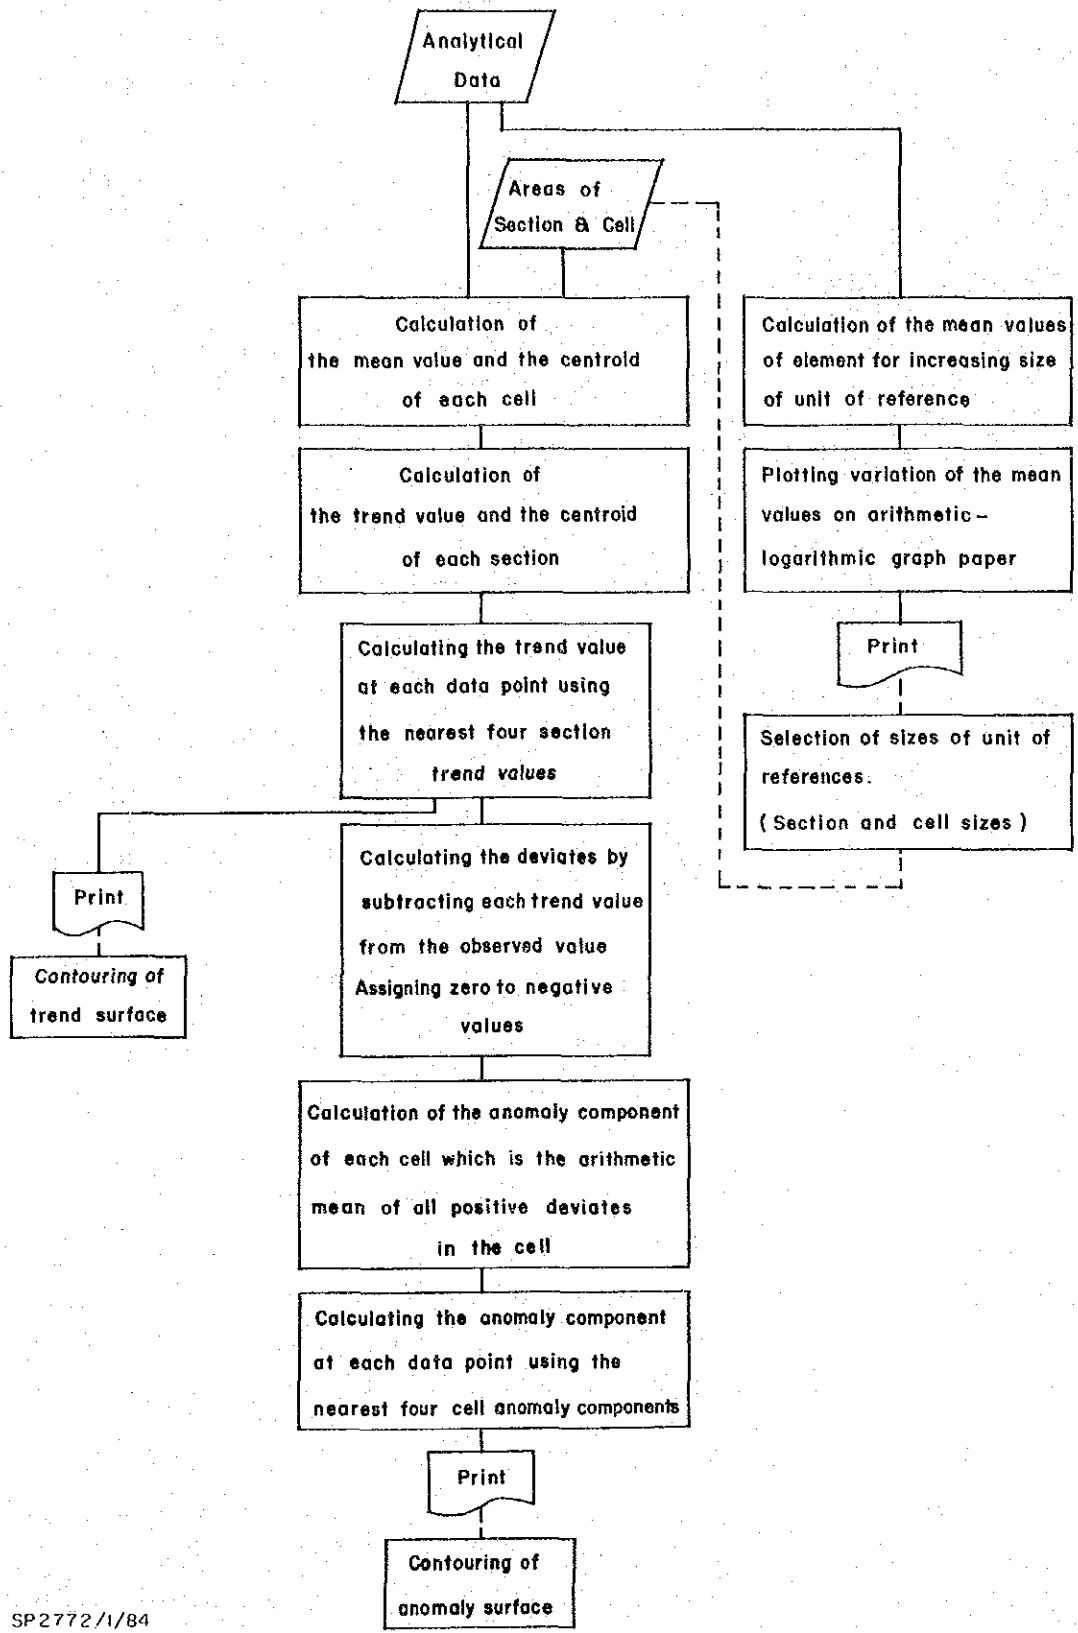 Analytical
Data
Areas of
Section & Cell
Calculation of
the mean value and the centroid
of each cell
Calculation of the mean values
of element for increasing size
of unit of reference
Calculation of
the trend value and the centroid
of each section
Plotting variation of the mean
values on arithmetic-
logarithmic graph paper
Calculating the trend value
at each data point using
the nearest four section
trend values
Print
Selection of sizes of unit of
references.
(Section and cell sizes)
Print
Contouring of
trend surface
Calculating the deviates by
subtracting each trend value
from the observed value
Assigning zero to negative
values
Calculation of the anomaly component
of each cell which is the arithmetic
mean of all positive deviates
in the cell
Calculating the anomaly component
at each data point using the
nearest four cell anomaly components
Print
Contouring of
anomaly surface
SP2772/1/84